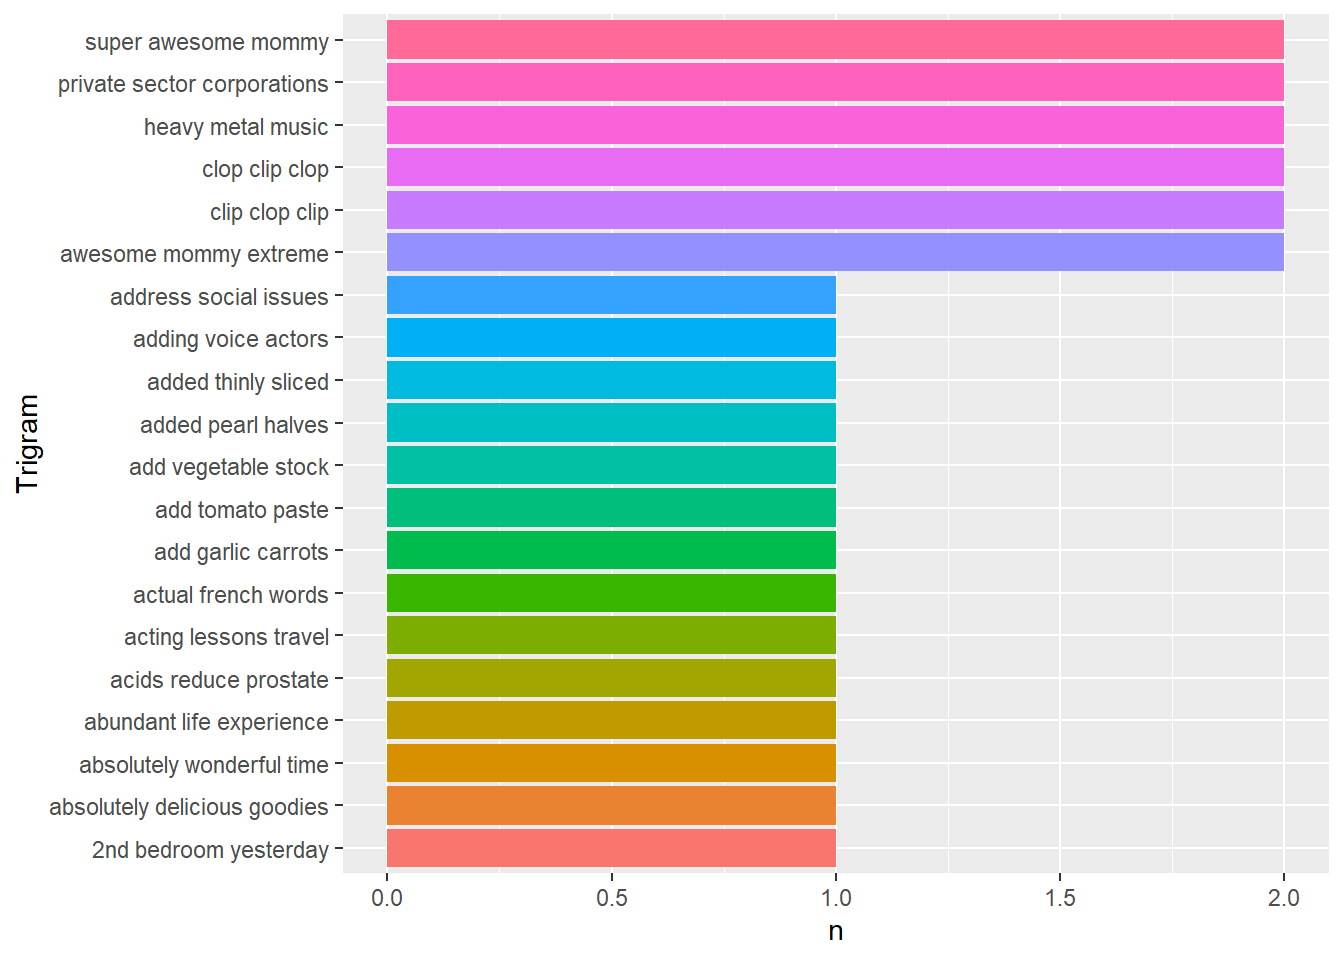 super awesome mommy
private sector corporations
heavy metal music
clop clip clop
clip clop clip
awesome mommy extreme
address social issues
adding voice actors
added thinly sliced
added pearl halves
add vegetable stock
add tomato paste
add garlic carrots
actual french words
acting lessons travel
acids reduce prostate
abundant life experience
absolutely wonderful time
absolutely delicious goodies
2nd bedroom yesterday
Trigram
0.0 0.5 1.0 1.5 2.0
n